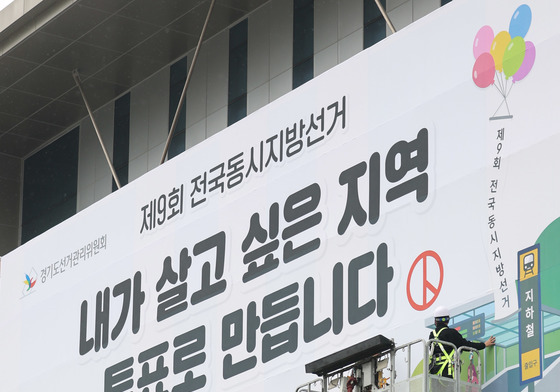 제9회 전국동시지방선거
경기도선거관리위원회
내가 살고 싶은 지역
투표로 만듭니다
제9회 전국동시지방선거
지하철